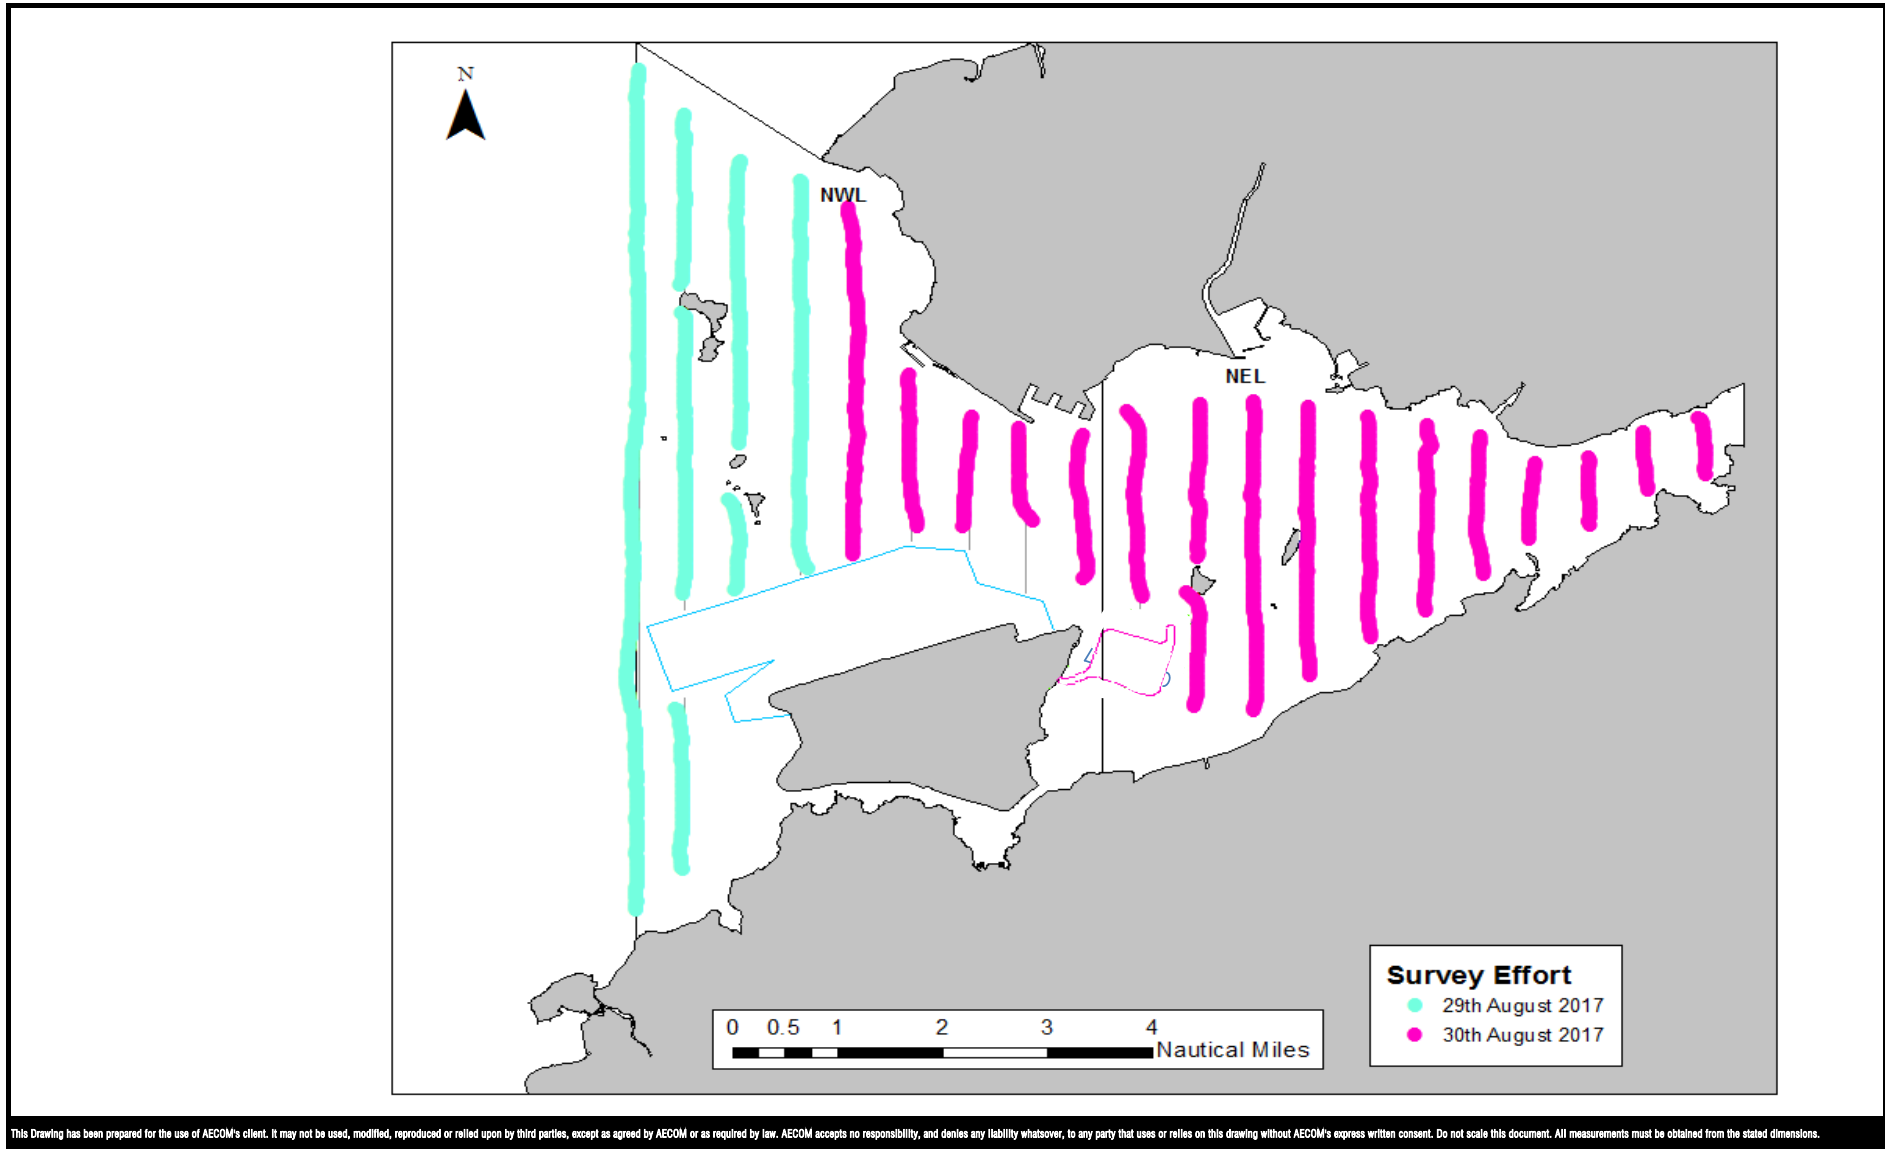 N
NWL
NEL
Survey Effort
29th August 2017
30th August 2017
0 0.5 1 2 3 4
Nautical Miles
This Drawing has been prepared for the use of AECOM's client. It may not be used, modified, reproduced or relied upon by third parties, except as agreed by AECOM or as required by law. AECOM accepts no responsibility, and denies any liability whatsover, to any party that uses or relies on this drawing without AECOM's express written consent. Do not scale this document. All measurements must be obtained from the stated dimensions.